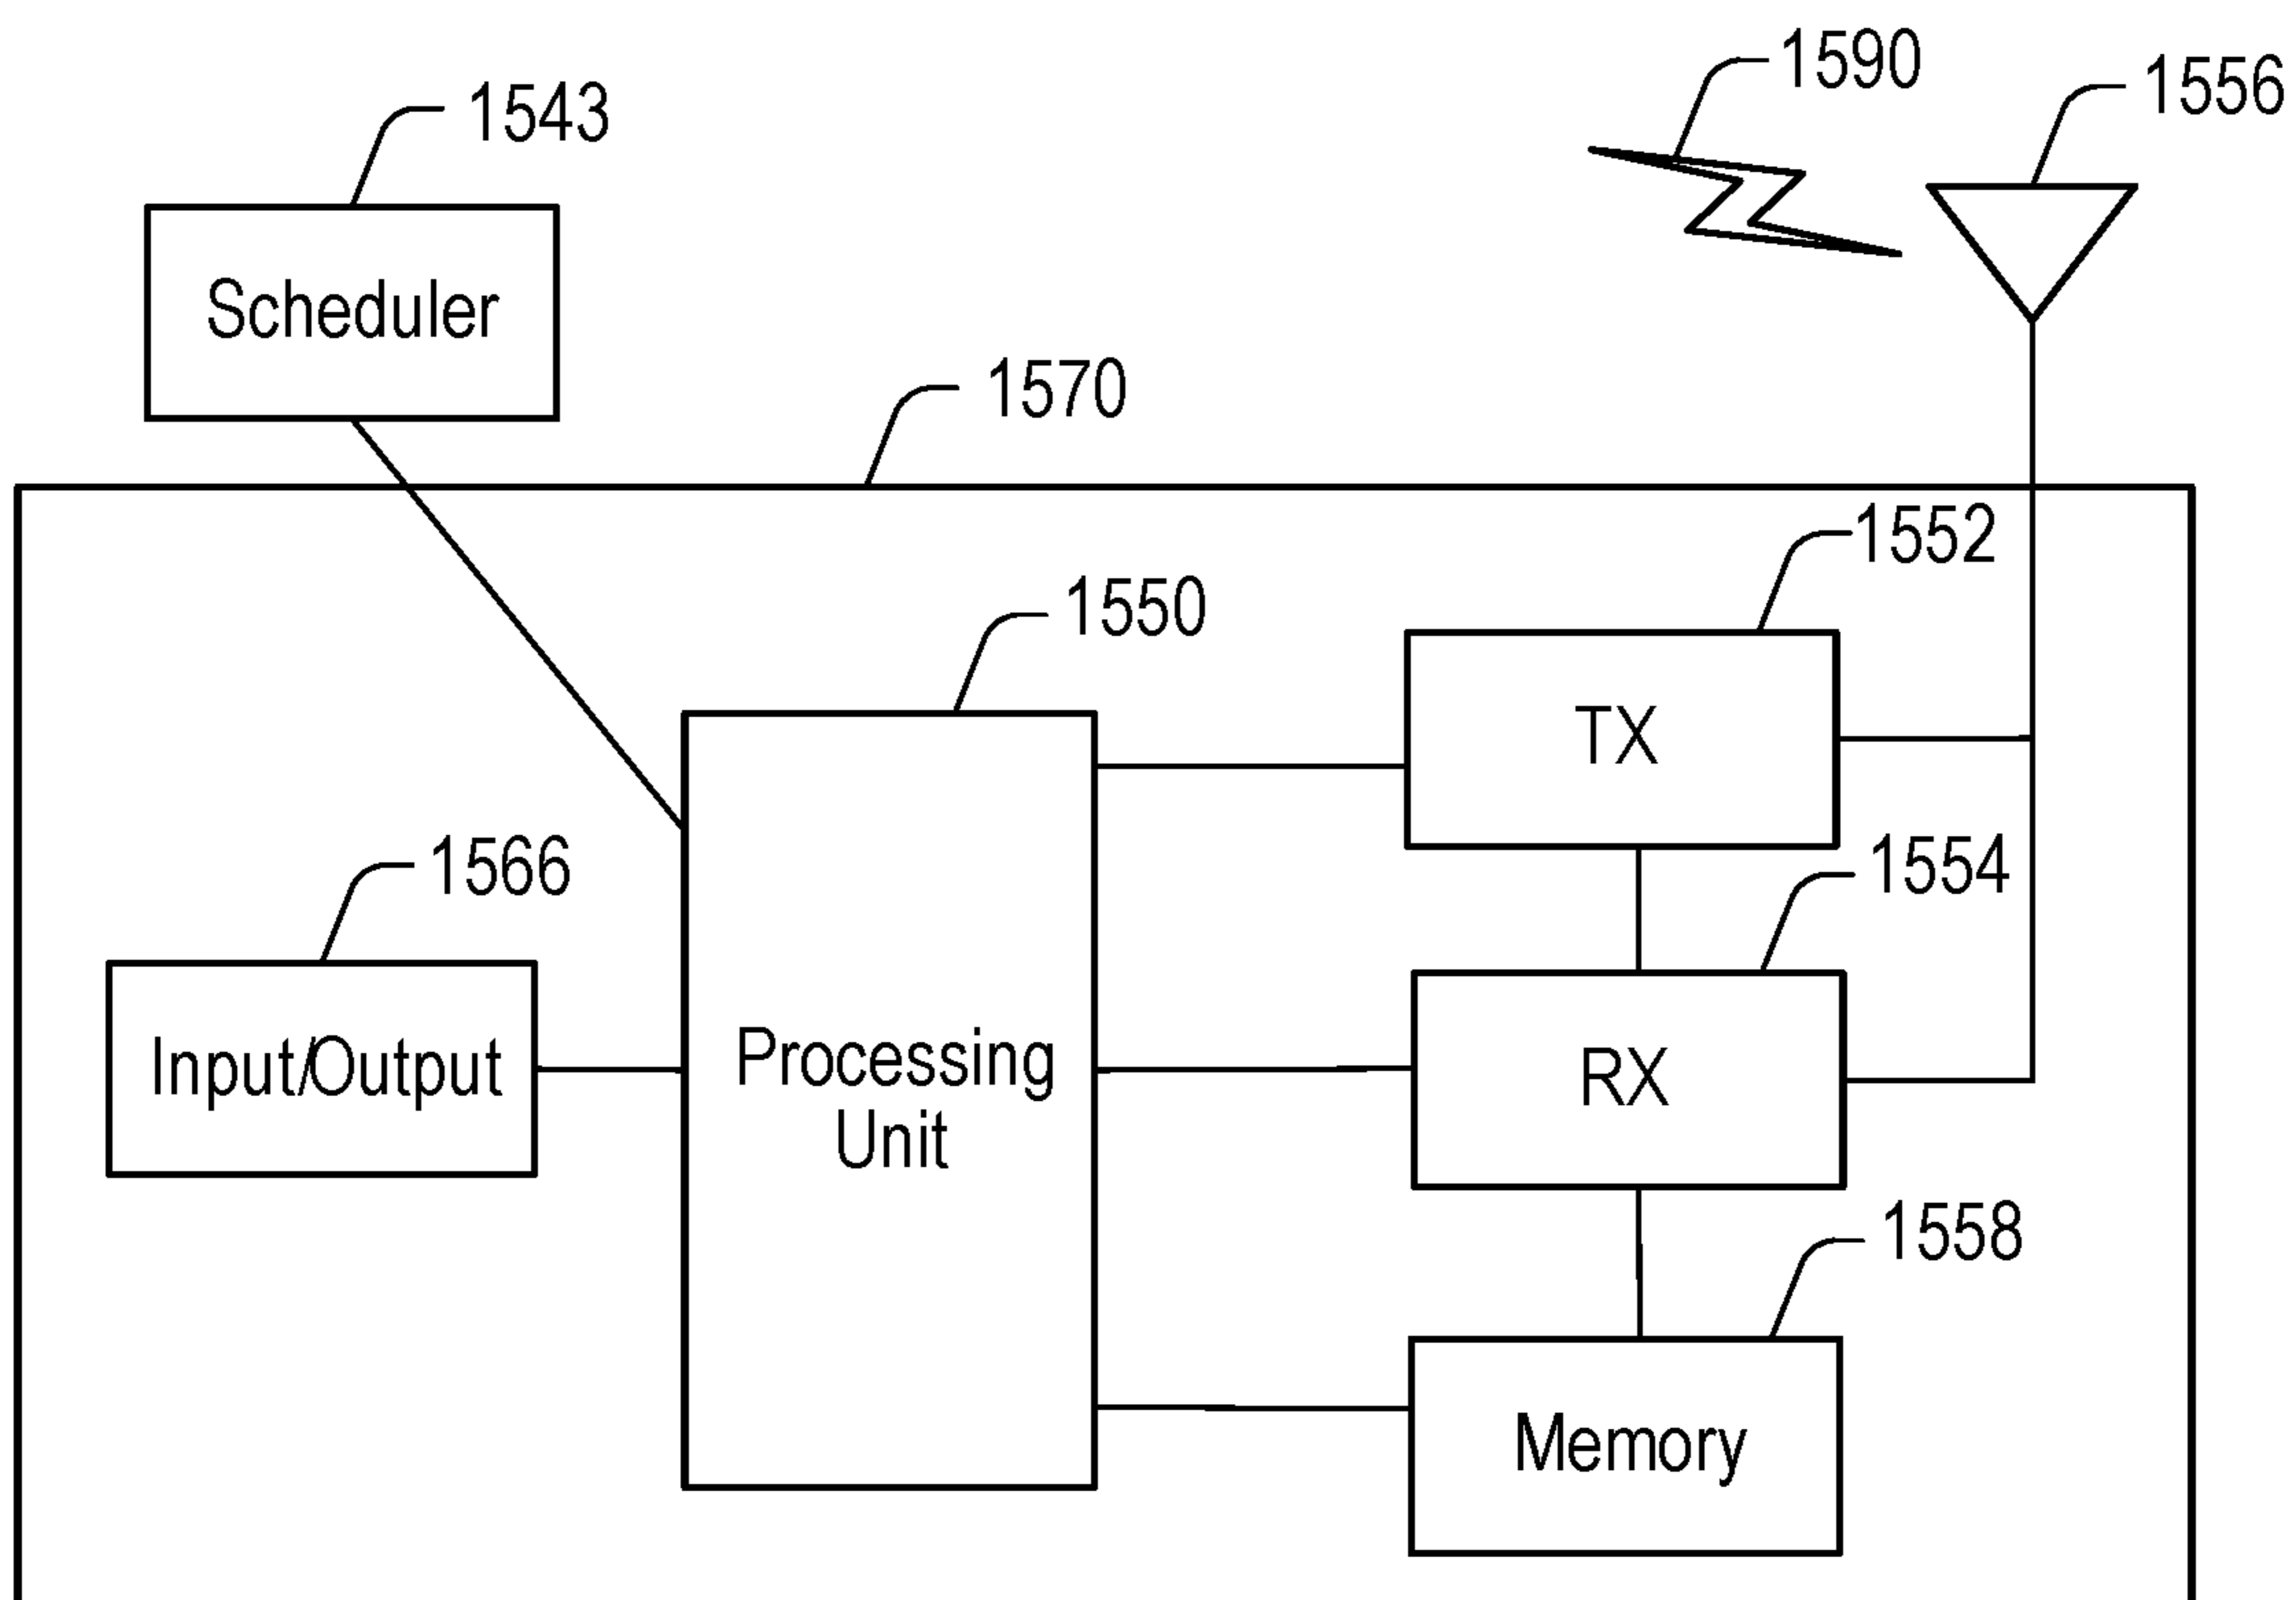 1590
1556
1543
Scheduler
1570
1552
1550
TX
1566
1554
Input/Output
Processing
Unit
RX
1558
Memory